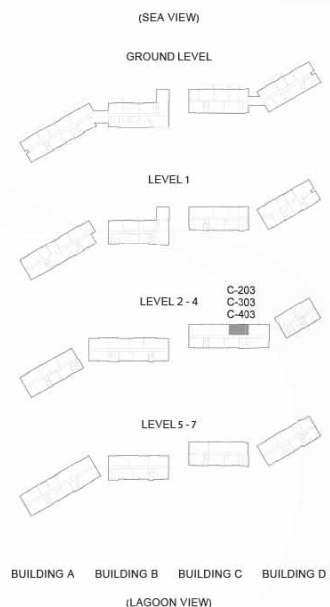 (SEA VIEW)
GROUND LEVEL
LEVEL 1
LEVEL 2 - 4
C-203
C-303
C-403
LEVEL 5 - 7
BUILDING A BUILDING B BUILDING C BUILDING D
(LAGOON VIEW)